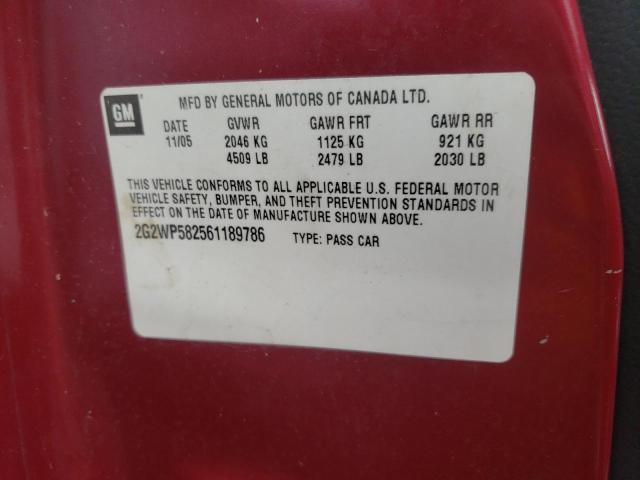 GM
MFD BY GENERAL MOTORS OF CANADA LTD.
DATE GVWR GAWR FRT GAWR RR
11/05 2046 KG 1125 KG 921 KG
4509 LB 2479 LB 2030 LB
THIS VEHICLE CONFORMS TO ALL APPLICABLE U.S. FEDERAL MOTOR
VEHICLE SAFETY, BUMPER, AND THEFT PREVENTION STANDARDS IN
EFFECT ON THE DATE OF MANUFACTURE SHOWN ABOVE.
2G2WP582561189786 TYPE: PASS CAR